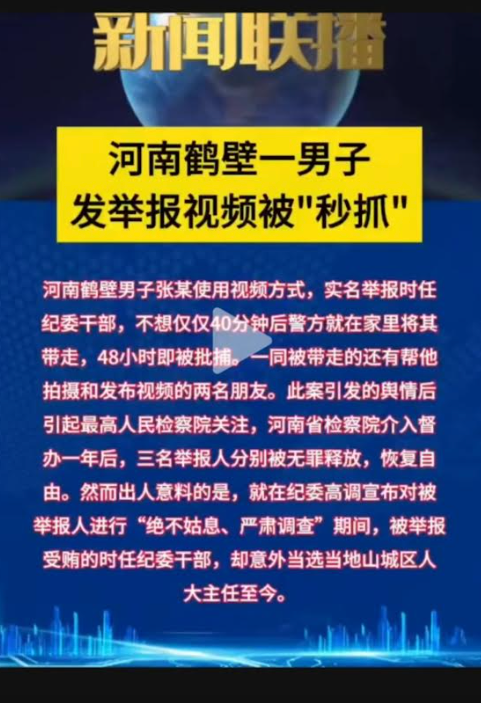 新闻联播
河南鹤壁一男子
发举报视频被"秒抓"
河南鹤壁男子张某使用视频方式，实名举报时任
纪委干部，不想仅仅40分钟后警方就在家里将其
带走，48小时即被批捕。一同被带走的还有帮他
拍摄和发布视频的两名朋友。此案引发的舆情后
引起最高人民检察院关注，河南省检察院介入督
办一年后，三名举报人分别被无罪释放，恢复自
由。然而出人意料的是，就在纪委高调宣布对被
举报人进行“绝不姑息、严肃调查”期间，被举报
受贿的时任纪委干部，却意外当选当地山城区人
大主任至今。